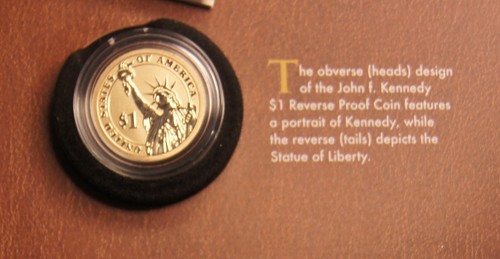 UNITED STATES OF AMERICA
$1
The obverse (heads) design
of the John f. Kennedy
$1 Reverse Proof Coin features
a portrait of Kennedy, while
the reverse (tails) depicts the
Statue of Liberty.